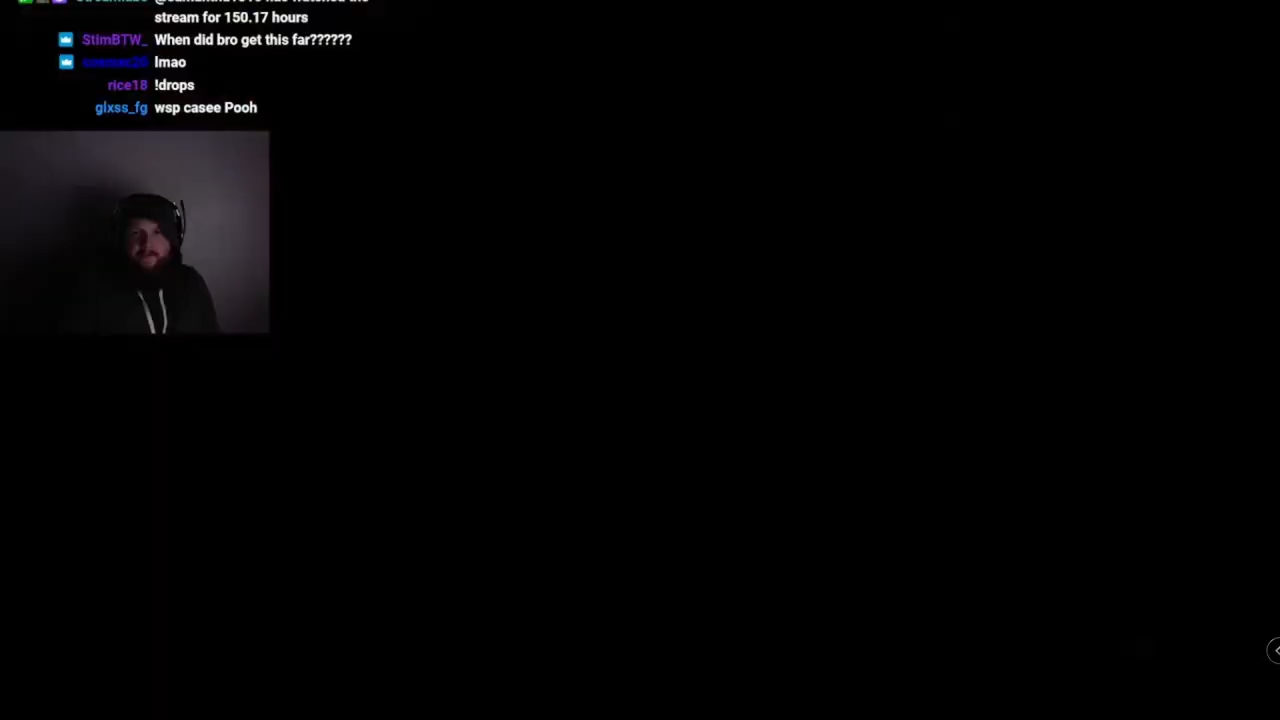 stream for 150.17 hours
StimBTW_ When did bro get this far??????
lmao
rice18 !drops
glxss_fg wsp casee Pooh